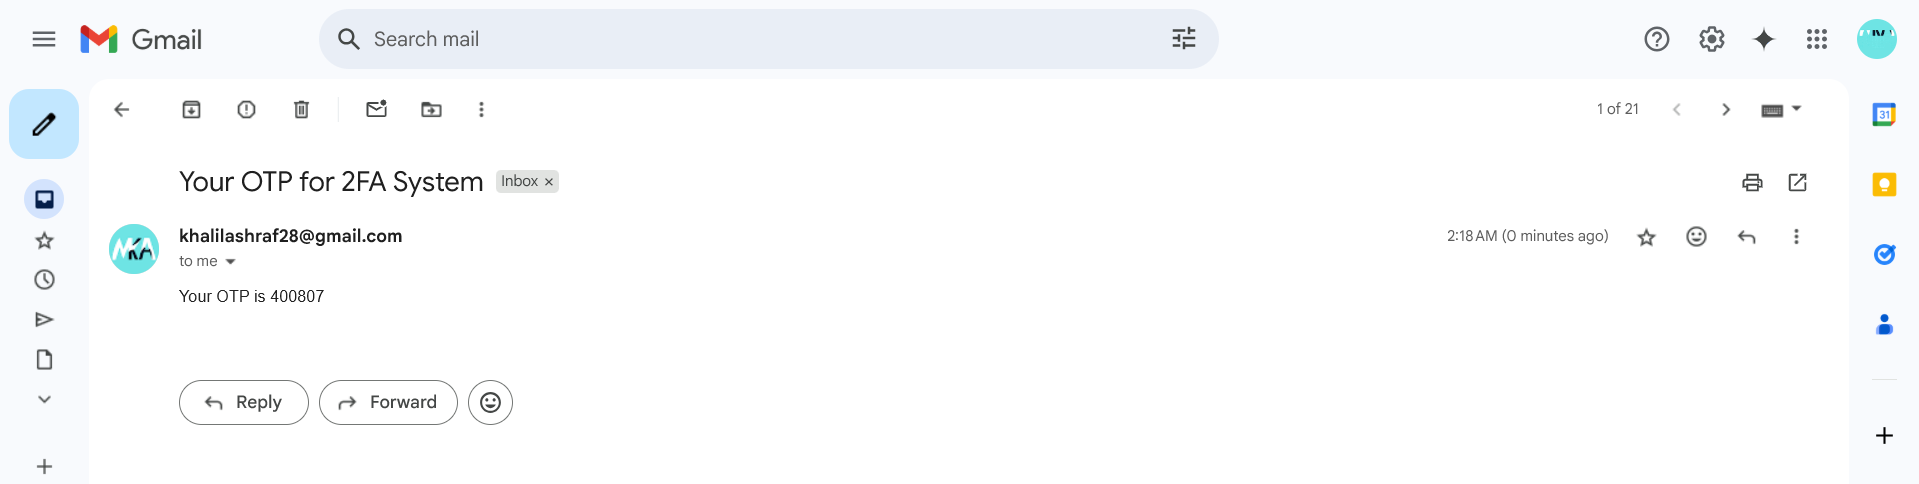 Gmail
Search mail
1 of 21
31
Your OTP for 2FA System Inbox ×
MKA
khalilashraf28@gmail.com 2:18 AM (0 minutes ago)
to me
Your OTP is 400807
Reply Forward